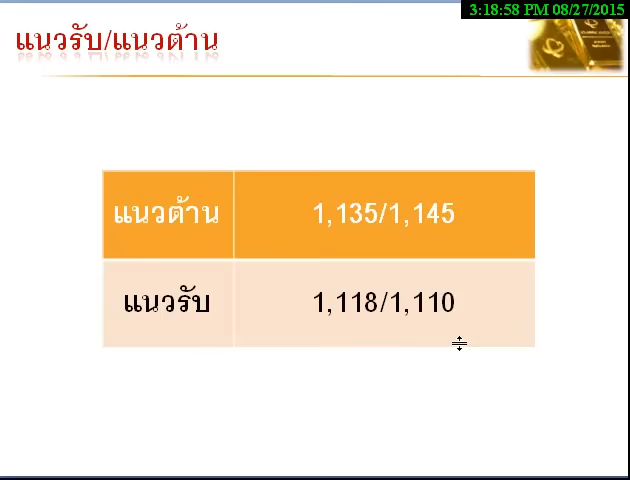 3:18:58 PM 08/27/2015
แนวรับ/แนวต้าน
แนวต้าน 1,135/1,145
แนวรับ 1,118/1,110